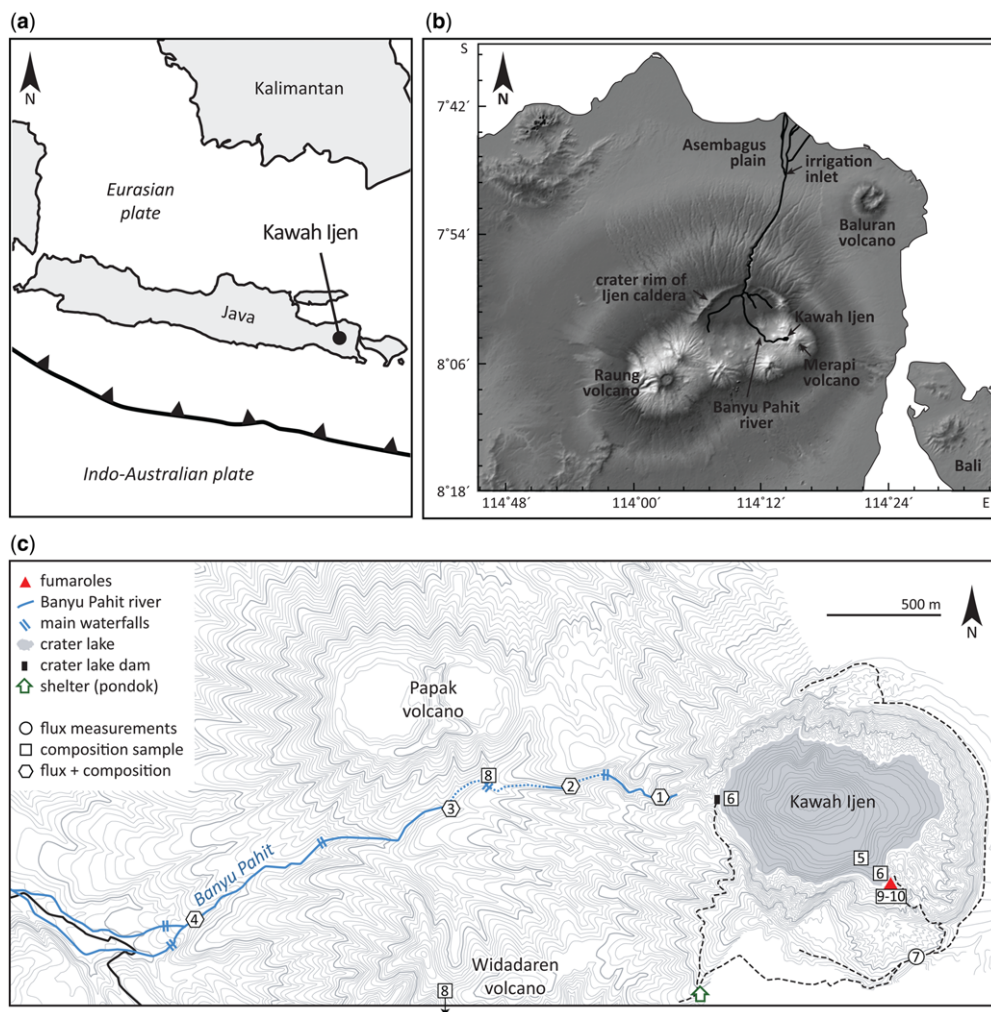 (a)
N
Kalimantan
Eurasian
plate
Kawah Ijen
Java
Indo-Australian plate
(b)
S
N
7°42´
Asembagus
plain
irrigation
inlet
Baluran
volcano
7°54´
crater rim of
Ijen caldera
Kawah Ijen
8°06´
Raung
volcano
Merapi
volcano
Banyu Pahit
river
Bali
8°18´
114°48´ 114°00´ 114°12´ 114°24´ E
(c)
fumaroles
Banyu Pahit river
main waterfalls
crater lake
crater lake dam
shelter (pondok)
flux measurements
composition sample
flux + composition
500 m
N
Papak
volcano
8
2
1
3
6
Kawah Ijen
5
6
9-10
Banyu Pahit
4
7
Widadaren
volcano
8